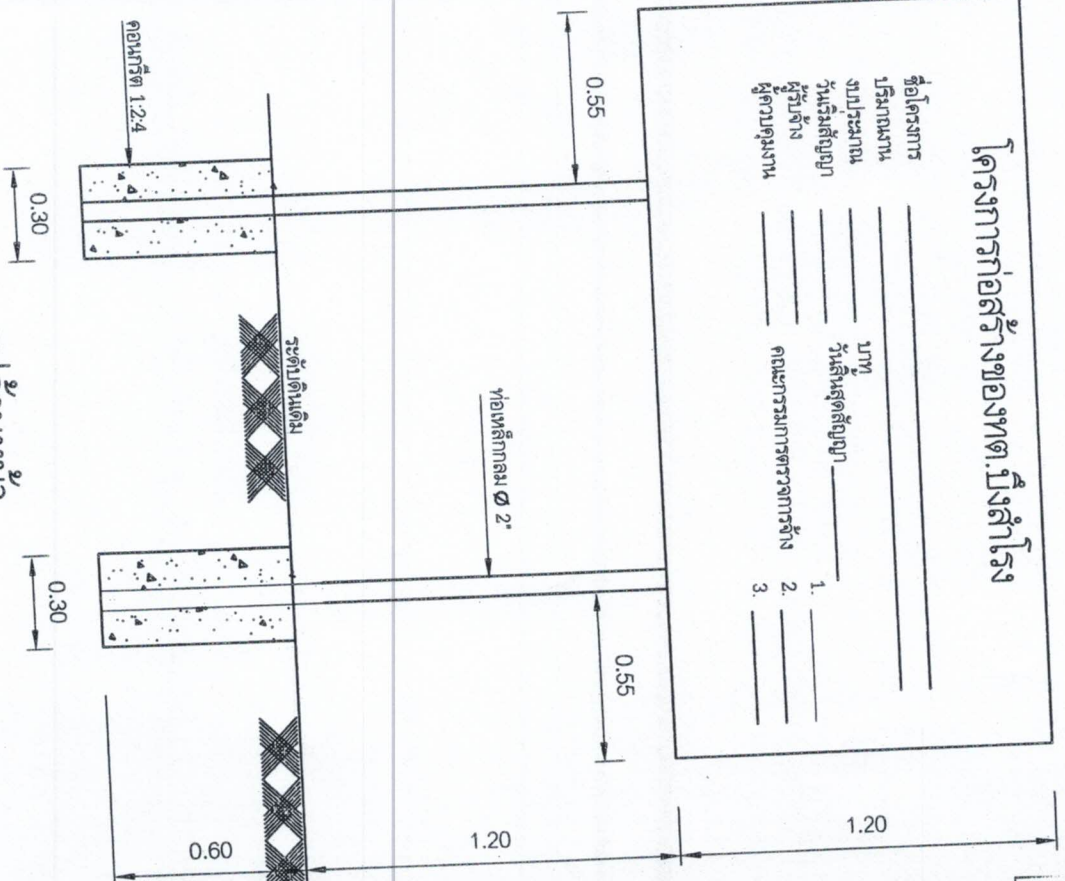 โครงการก่อสร้างของทต.บึงสำโรง
ชื่อโครงการ
ปริมาณงาน
งบประมาณ บาท
วันเริ่มสัญญา วันสิ้นสุดสัญญา
ผู้รับจ้าง
ผู้ควบคุมงาน คณะกรรมการตรวจการจ้าง
1.
2.
3.
0.55
0.55
1.20
ท่อเหล็กกลม Ø 2"
1.20
ระดับดินเดิม
คอนกรีต 1:2:4
0.60
0.30
0.30